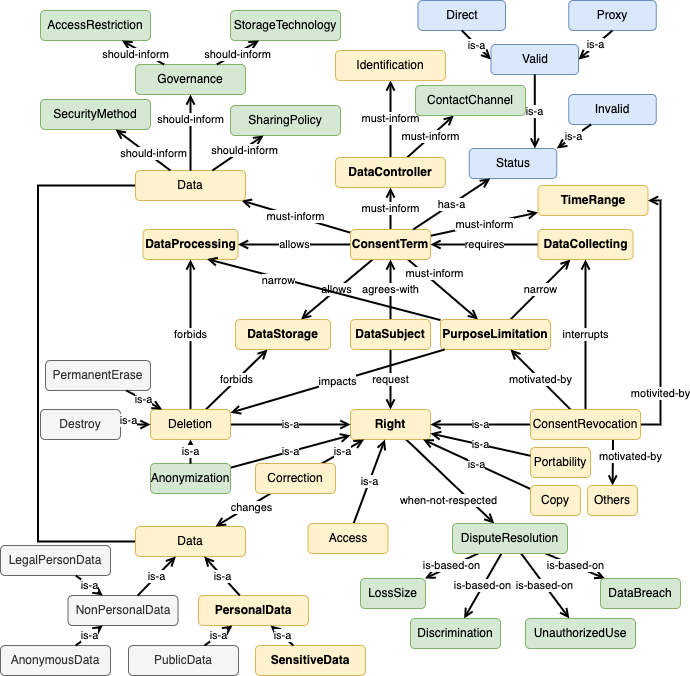 Direct
Proxy
AccessRestriction
StorageTechnology
is-a
is-a
should-inform
should-inform
Valid
Identification
Governance
ContactChannel
is-a
Invalid
SecurityMethod
should-inform
SharingPolicy
must-inform
must-inform
is-a
should-inform
should-inform
Status
DataController
Data
has-a
TimeRange
must-inform
must-inform
must-inform
DataProcessing
allows
ConsentTerm
requires
DataCollecting
must-inform
narrow
allows
agrees-with
narrow
forbids
DataStorage
DataSubject
PurposeLimitation
interrupts
PermanentErase
forbids
impacts
request
motivated-by
motivited-by
is-a
Destroy
is-a
Deletion
is-a
Right
is-a
ConsentRevocation
is-a
is-a
is-a
is-a
motivated-by
Portability
is-a
Anonymization
Correction
is-a
when-not-respected
Copy
Others
changes
Data
Access
DisputeResolution
LegalPersonData
is-a
is-a
is-a
is-based-on
is-based-on
is-based-on
is-based-on
LossSize
DataBreach
NonPersonalData
PersonalData
is-a
is-a
is-a
Discrimination
UnauthorizedUse
AnonymousData
PublicData
SensitiveData